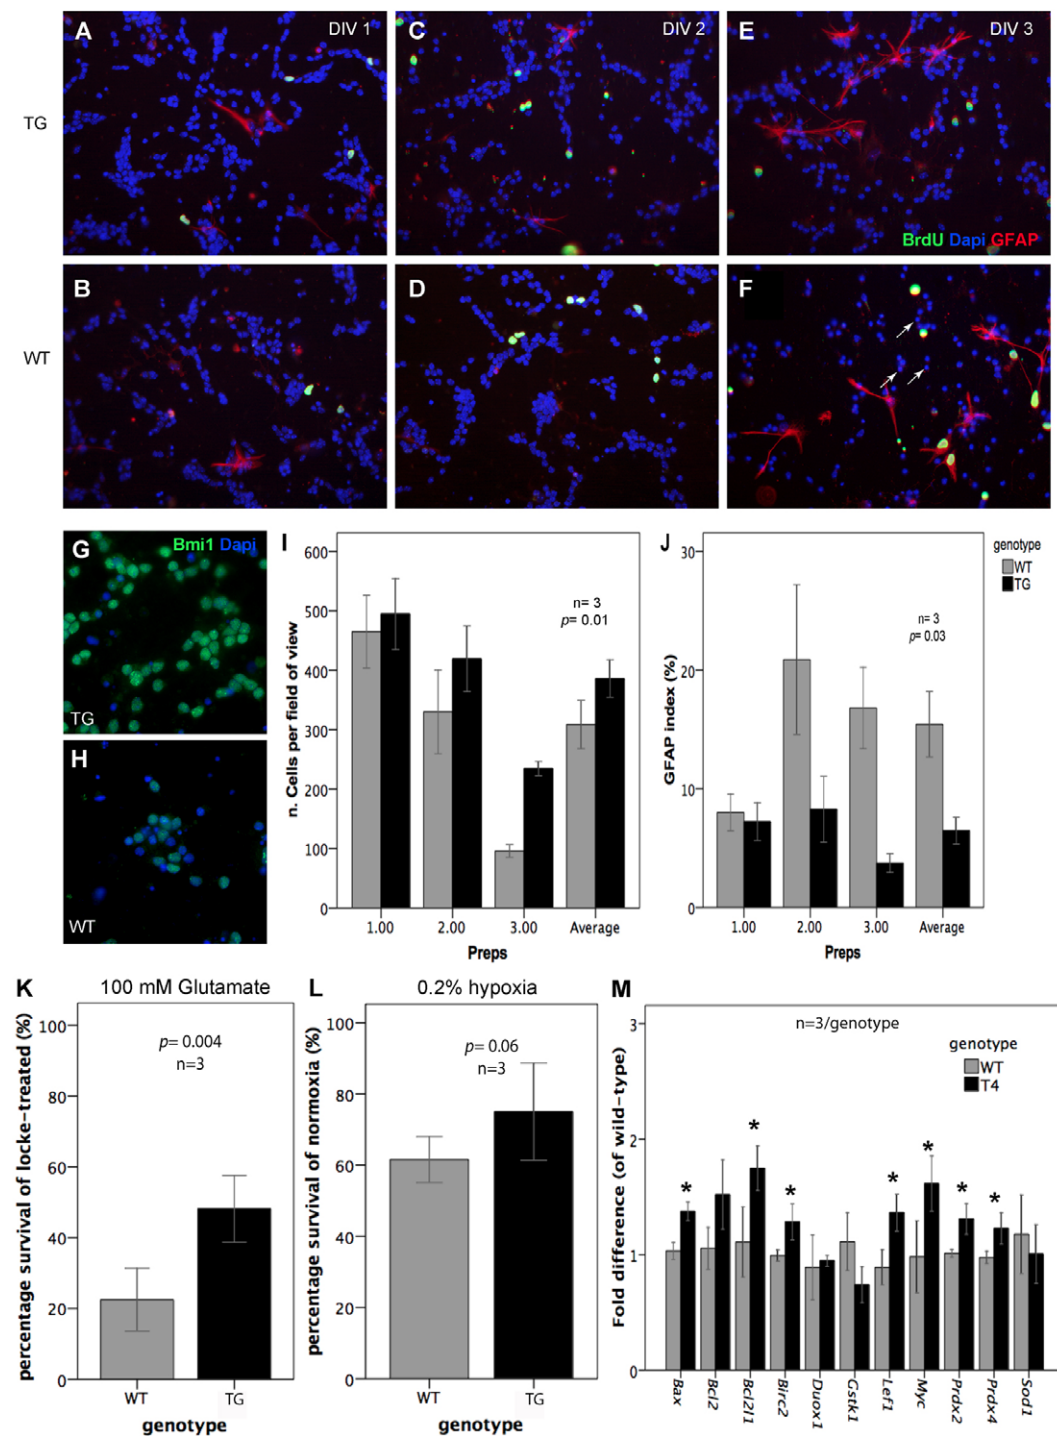 A
DIV 1
C
DIV 2
E
DIV 3
TG
BrdU Dapi GFAP
B
D
F
WT
G
Bmi1 Dapi
TG
H
WT
I
600
500
400
300
200
100
0
n. Cells per field of view
n= 3
p= 0.01
1.00
2.00
3.00
Average
Preps
J
30
20
10
0
GFAP index (%)
n= 3
p= 0.03
genotype
WT
TG
1.00
2.00
3.00
Average
Preps
K
100 mM Glutamate
percentage survival of locke-treated (%)
100
80
60
40
20
0
p= 0.004
n=3
WT
TG
genotype
L
0.2% hypoxia
percentage survival of normoxia (%)
100
80
60
40
20
0
p= 0.06
n=3
WT
TG
genotype
M
n=3/genotype
genotype
WT
T4
Fold difference (of wild-type)
3
2
1
0
*
*
*
*
*
*
*
Bax
Bcl2
Bcl2l1
Birc2
Duox1
Gstk1
Lef1
Myc
Prdx2
Prdx4
Sod1